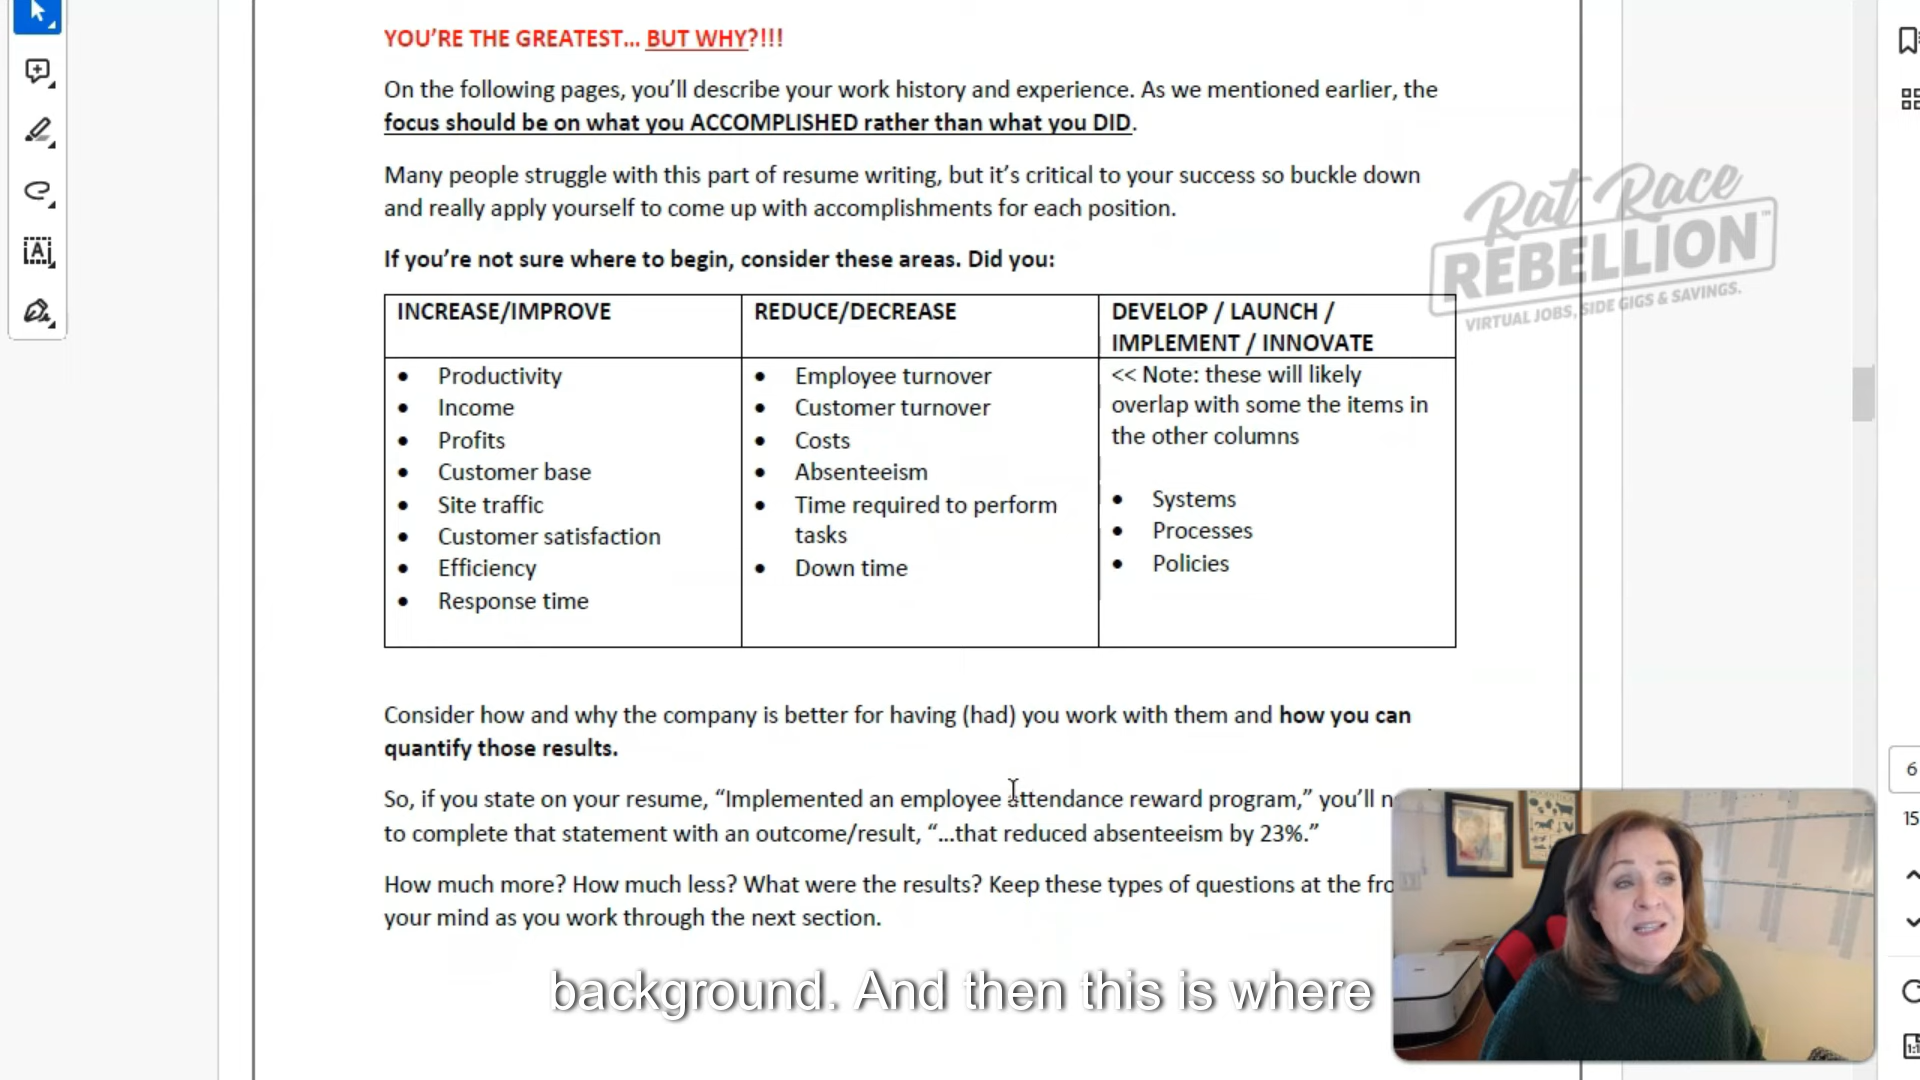 YOU’RE THE GREATEST… BUT WHY?!!!
On the following pages, you’ll describe your work history and experience. As we mentioned earlier, the
focus should be on what you ACCOMPLISHED rather than what you DID.
Many people struggle with this part of resume writing, but it’s critical to your success so buckle down
and really apply yourself to come up with accomplishments for each position.
Rat Race
REBELLION™
VIRTUAL JOBS, SIDE GIGS & SAVINGS.
If you’re not sure where to begin, consider these areas. Did you:
INCREASE/IMPROVE
• Productivity
• Income
• Profits
• Customer base
• Site traffic
• Customer satisfaction
• Efficiency
• Response time
REDUCE/DECREASE
• Employee turnover
• Customer turnover
• Costs
• Absenteeism
• Time required to perform
tasks
• Down time
DEVELOP / LAUNCH /
IMPLEMENT / INNOVATE
<< Note: these will likely
overlap with some the items in
the other columns
• Systems
• Processes
• Policies
Consider how and why the company is better for having (had) you work with them and how you can
quantify those results.
So, if you state on your resume, “Implemented an employee attendance reward program,” you’ll
to complete that statement with an outcome/result, “…that reduced absenteeism by 23%.”
How much more? How much less? What were the results? Keep these types of questions at the
your mind as you work through the next section.
background. And then this is where
6
15